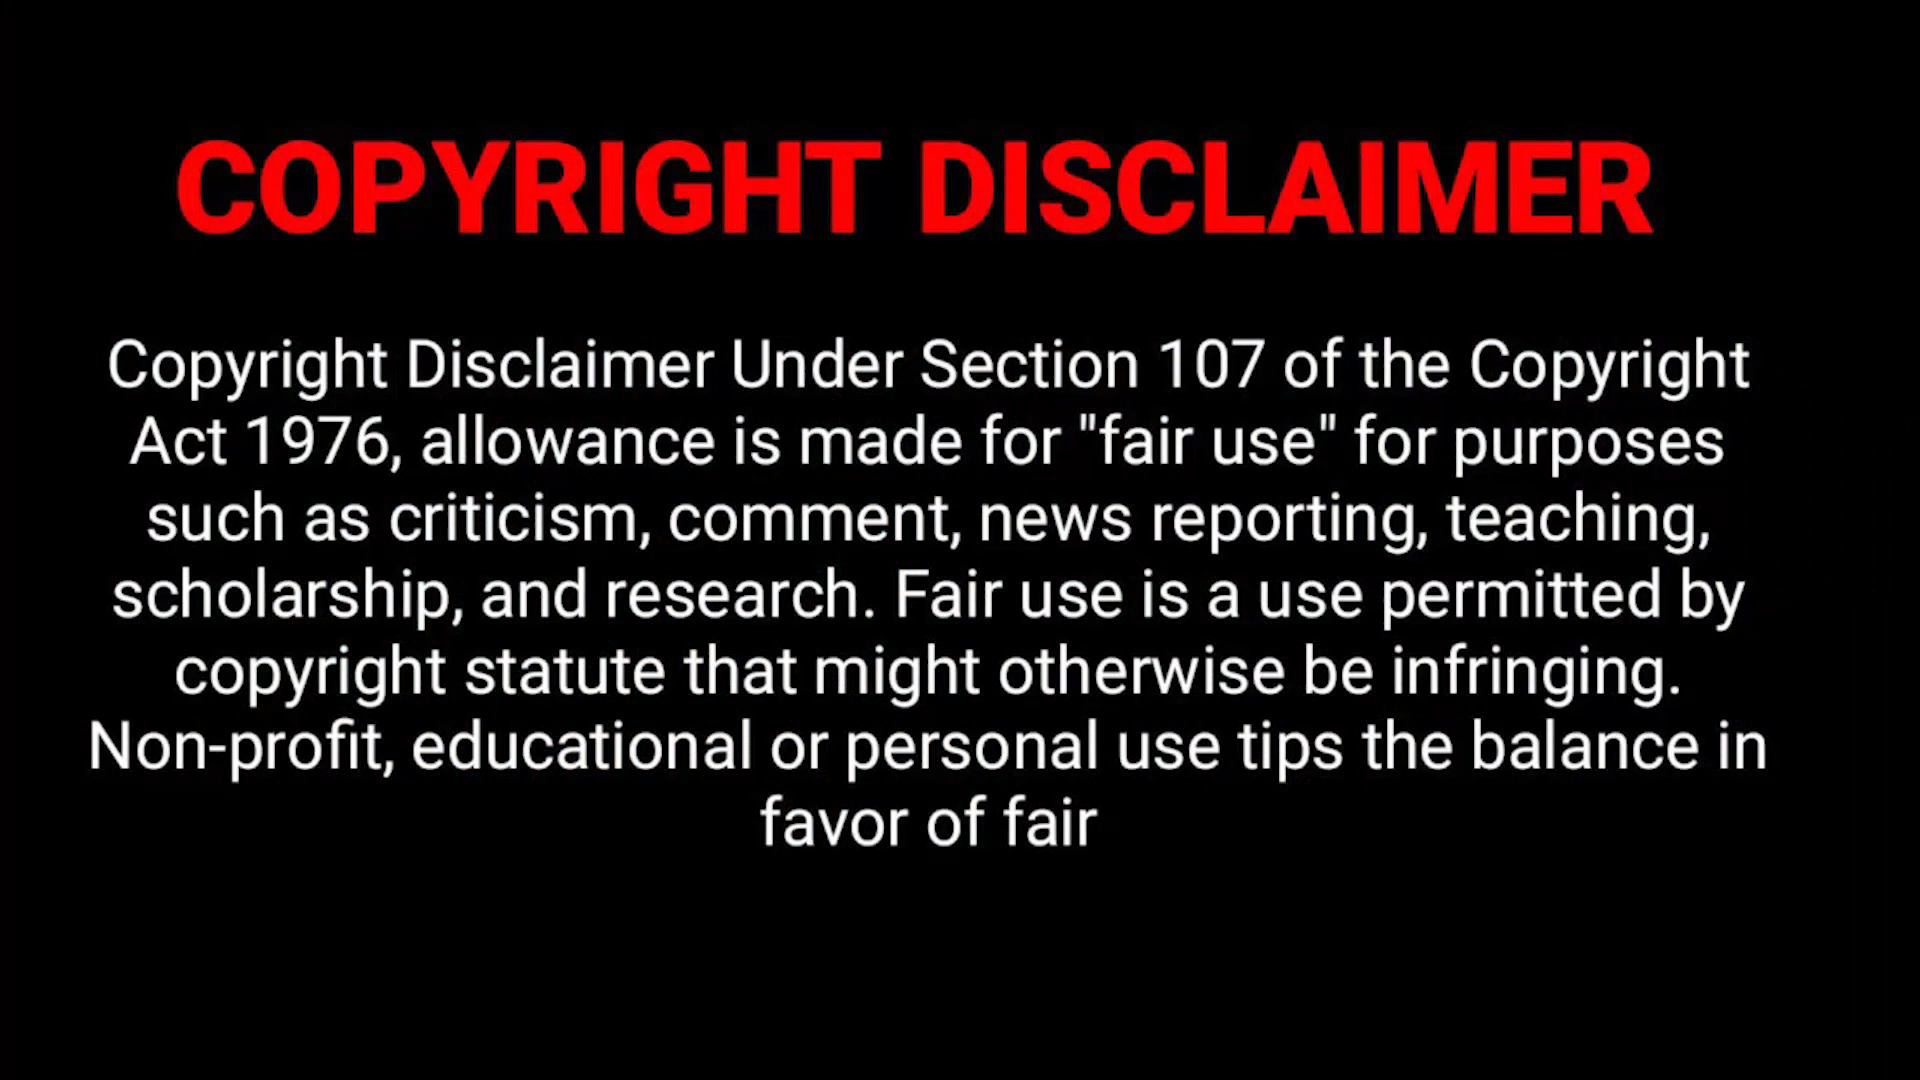 COPYRIGHT DISCLAIMER
Copyright Disclaimer Under Section 107 of the Copyright
Act 1976, allowance is made for "fair use" for purposes
such as criticism, comment, news reporting, teaching,
scholarship, and research. Fair use is a use permitted by
copyright statute that might otherwise be infringing.
Non-profit, educational or personal use tips the balance in
favor of fair